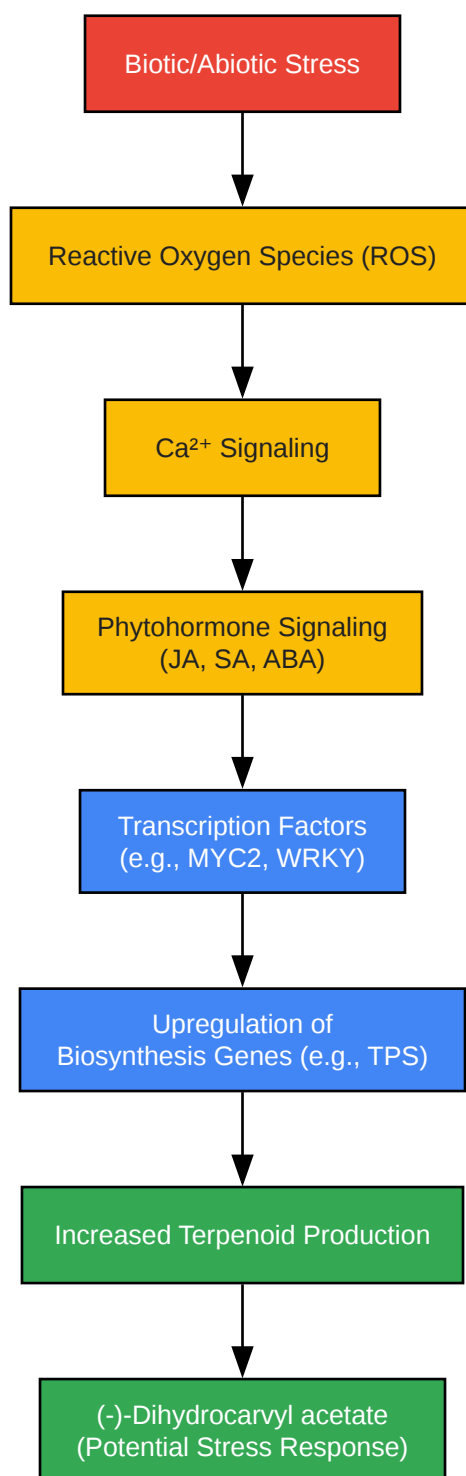 Biotic/Abiotic Stress
Reactive Oxygen Species (ROS)
Ca²⁺ Signaling
Phytohormone Signaling
(JA, SA, ABA)
Transcription Factors
(e.g., MYC2, WRKY)
Upregulation of
Biosynthesis Genes (e.g., TPS)
Increased Terpenoid Production
(-)-Dihydrocarvyl acetate
(Potential Stress Response)